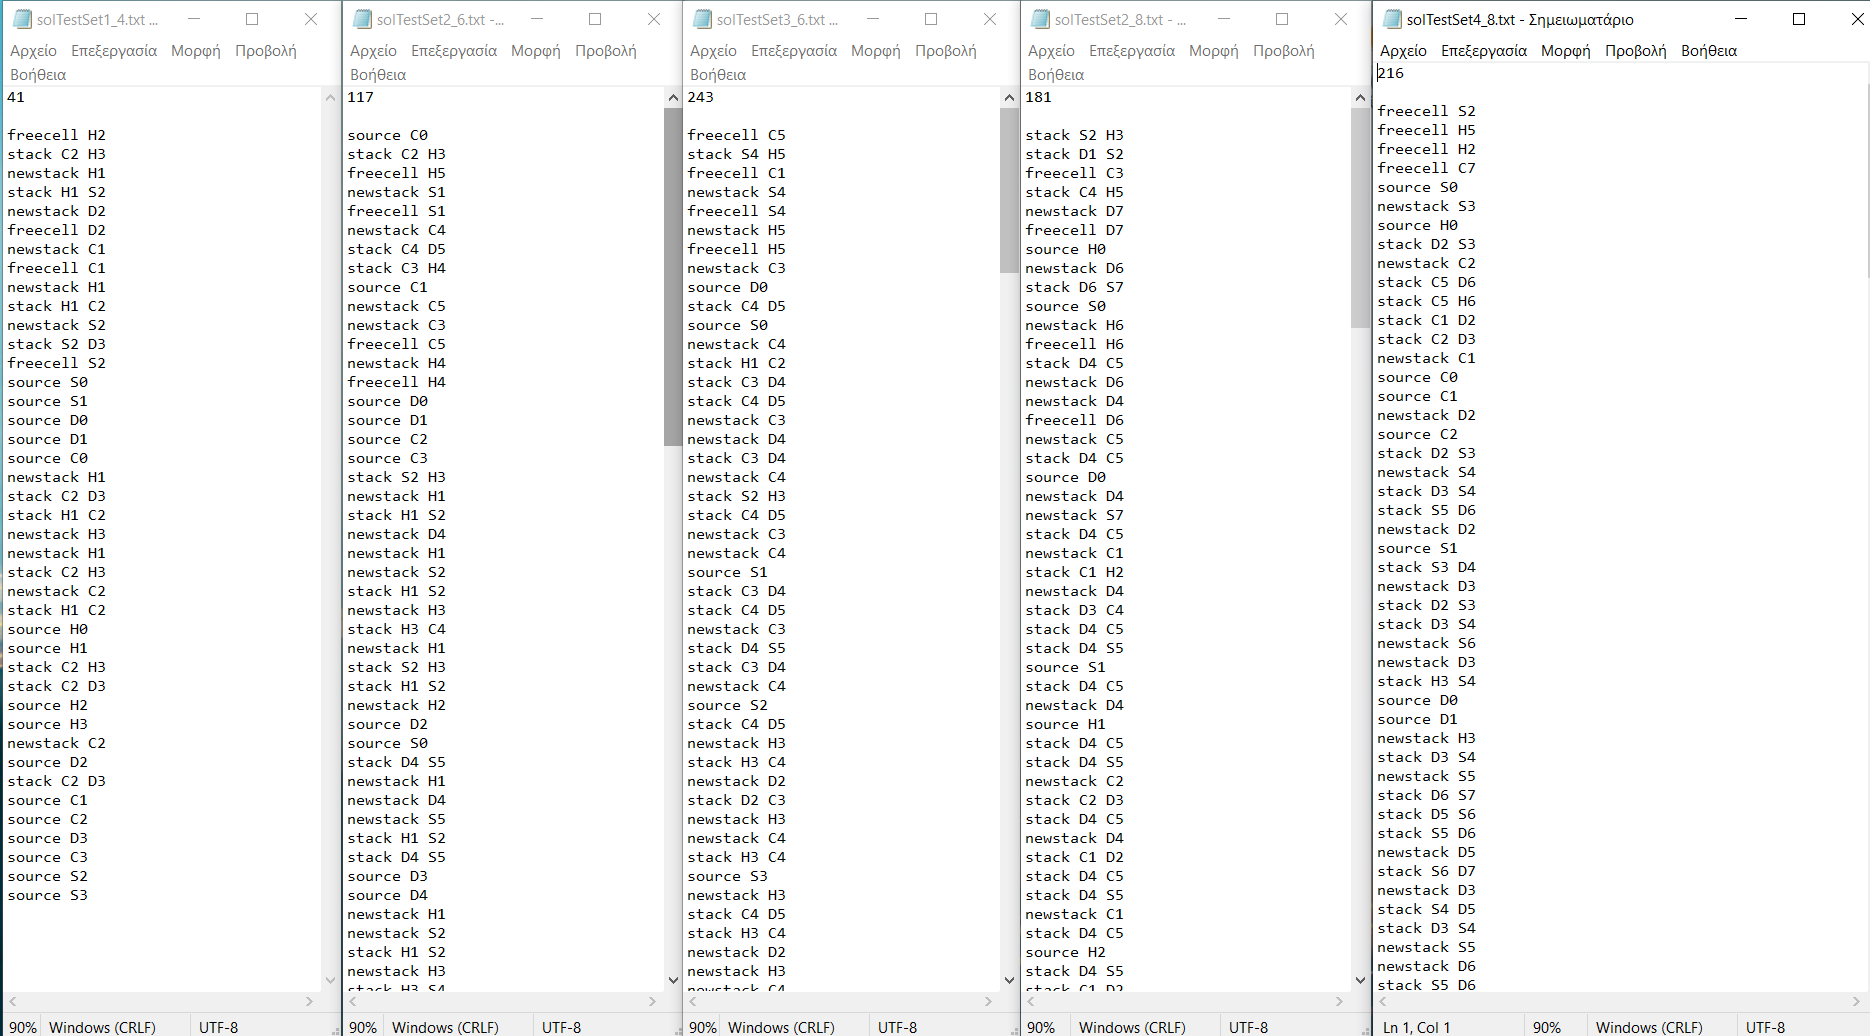 solTestSet1_4.txt ...
Αρχείο Επεξεργασία Μορφή Προβολή
Βοήθεια
41
freecell H2
stack C2 H3
newstack H1
stack H1 S2
newstack D2
freecell D2
newstack C1
freecell C1
newstack H1
stack H1 C2
newstack S2
stack S2 D3
freecell S2
source S0
source S1
source D0
source D1
source C0
newstack H1
stack C2 D3
stack H1 C2
newstack H3
newstack H1
stack C2 H3
newstack C2
stack H1 C2
source H0
source H1
stack C2 H3
stack C2 D3
source H2
source H3
newstack C2
source D2
stack C2 D3
source C1
source C2
source D3
source C3
source S2
source S3
90% Windows (CRLF) UTF-8
solTestSet2_6.txt -...
Αρχείο Επεξεργασία Μορφή Προβολή
Βοήθεια
117
source C0
stack C2 H3
freecell H5
newstack S1
freecell S1
newstack C4
stack C4 D5
stack C3 H4
source C1
newstack C5
newstack C3
freecell C5
newstack H4
freecell H4
source D0
source D1
source C2
source C3
stack S2 H3
newstack H1
stack H1 S2
newstack D4
newstack H1
newstack S2
stack H1 S2
newstack H3
stack H3 C4
newstack H1
stack S2 H3
stack H1 S2
newstack H2
source D2
source S0
stack D4 S5
newstack H1
newstack D4
newstack S5
stack H1 S2
stack D4 S5
source D3
source D4
newstack H1
newstack S2
stack H1 S2
newstack H3
stack H3 S4
90% Windows (CRLF) UTF-8
solTestSet3_6.txt ...
Αρχείο Επεξεργασία Μορφή Προβολή
Βοήθεια
243
freecell C5
stack S4 H5
freecell C1
newstack S4
freecell S4
newstack H5
freecell H5
newstack C3
source D0
stack C4 D5
source S0
newstack C4
stack H1 C2
stack C3 D4
stack C4 D5
newstack C3
newstack D4
stack C3 D4
newstack C4
stack S2 H3
stack C4 D5
newstack C3
newstack C4
source S1
stack C3 D4
stack C4 D5
newstack C3
stack D4 S5
stack C3 D4
newstack C4
source S2
stack C4 D5
newstack H3
stack H3 C4
newstack D2
stack D2 C3
newstack H3
newstack C4
stack H3 C4
source S3
newstack H3
stack C4 D5
stack H3 C4
newstack D2
newstack H3
newstack C4
90% Windows (CRLF) UTF-8
solTestSet2_8.txt - ...
Αρχείο Επεξεργασία Μορφή Προβολή
Βοήθεια
181
stack S2 H3
stack D1 S2
freecell C3
stack C4 H5
newstack D7
freecell D7
source H0
newstack D6
stack D6 S7
source S0
newstack H6
freecell H6
stack D4 C5
newstack D6
newstack D4
freecell D6
newstack C5
stack D4 C5
source D0
newstack D4
newstack S7
stack D4 C5
newstack C1
stack C1 H2
newstack D4
stack D3 C4
stack D4 C5
stack D4 S5
source S1
stack D4 C5
newstack D4
source H1
stack D4 C5
stack D4 S5
newstack C2
stack C2 D3
stack D4 C5
newstack D4
stack C1 D2
stack D4 C5
stack D4 S5
newstack C1
stack D4 C5
source H2
stack D4 S5
stack C1 D2
90% Windows (CRLF) UTF-8
solTestSet4_8.txt - Σημειωματάριο
Αρχείο Επεξεργασία Μορφή Προβολή Βοήθεια
216
freecell S2
freecell H5
freecell H2
freecell C7
source S0
newstack S3
source H0
stack D2 S3
newstack C2
stack C5 D6
stack C5 H6
stack C1 D2
stack C2 D3
newstack C1
source C0
source C1
newstack D2
source C2
stack D2 S3
newstack S4
stack D3 S4
stack S5 D6
newstack D2
source S1
stack S3 D4
newstack D3
stack D2 S3
stack D3 S4
newstack S6
newstack D3
stack H3 S4
source D0
source D1
newstack H3
stack D3 S4
newstack S5
stack D6 S7
stack D5 S6
stack S5 D6
newstack D5
stack S6 D7
newstack D3
stack S4 D5
stack D3 S4
newstack S5
newstack D6
stack S5 D6
Ln 1, Col 1 90% Windows (CRLF) UTF-8